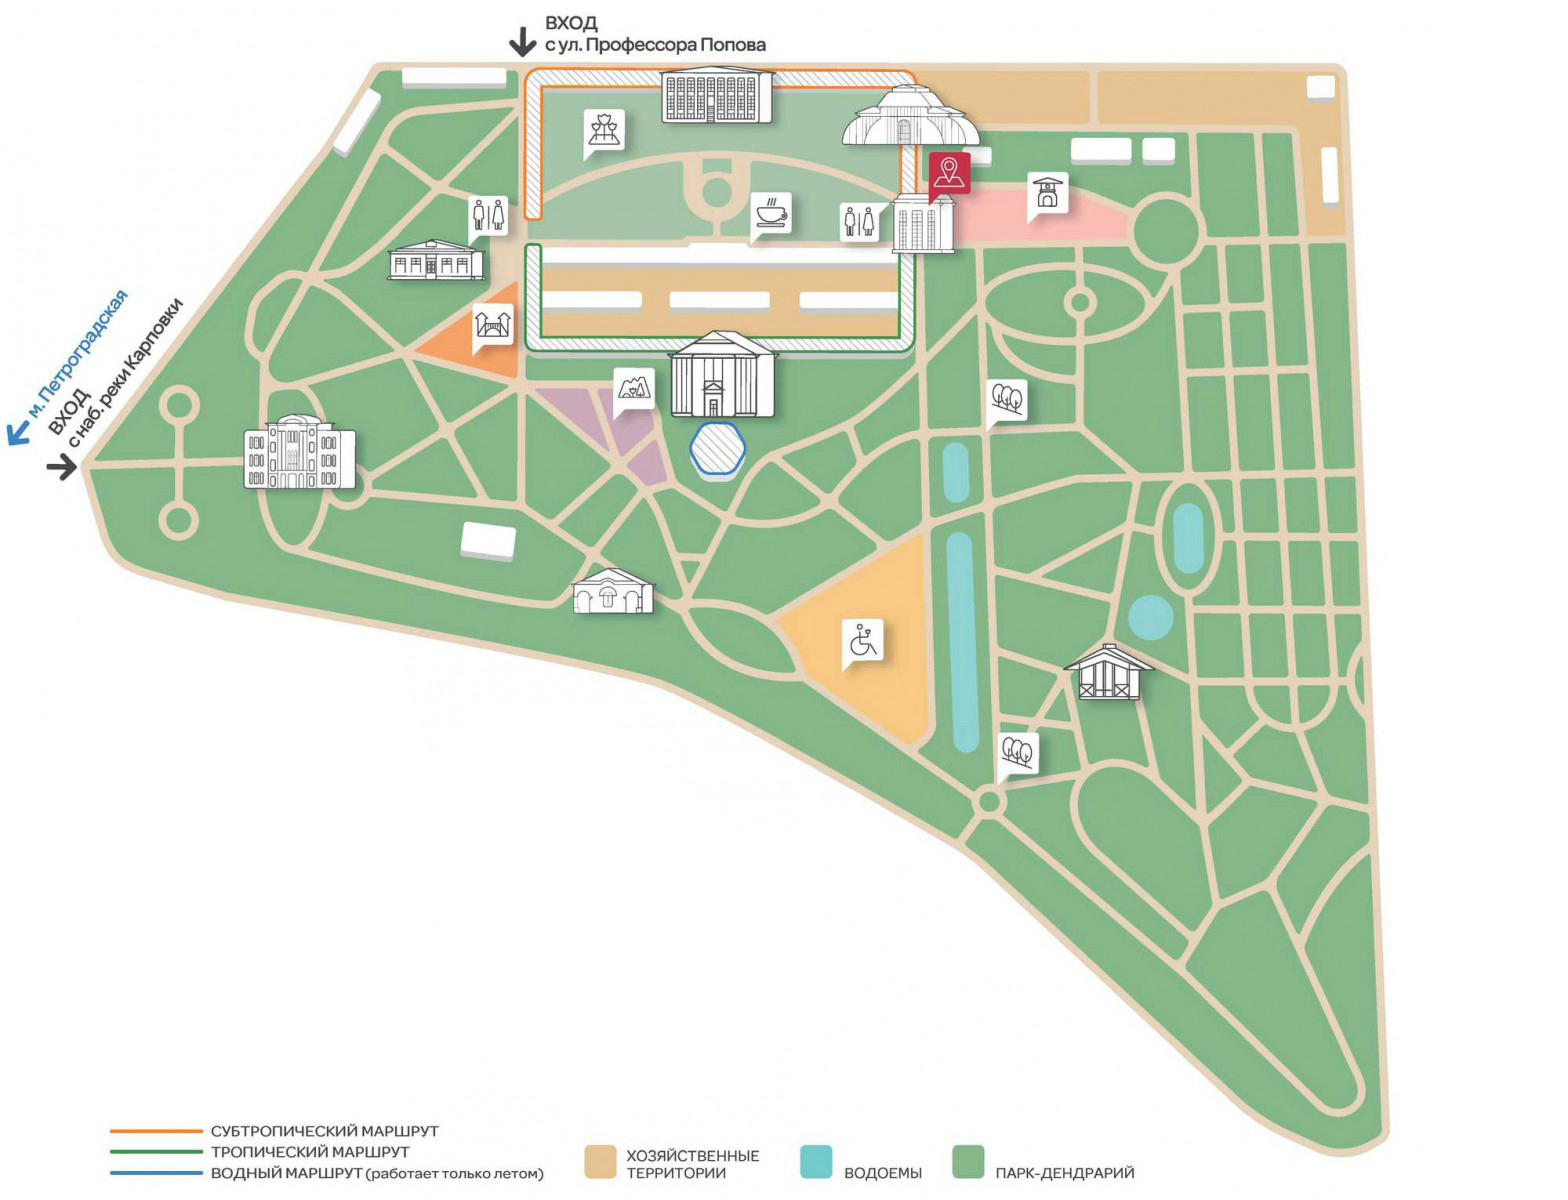 ВХОД
с ул. Профессора Попова
м. Петроградская
ВХОД
с наб. реки Карповки
СУБТРОПИЧЕСКИЙ МАРШРУТ
ТРОПИЧЕСКИЙ МАРШРУТ
ВОДНЫЙ МАРШРУТ (работает только летом)
ХОЗЯЙСТВЕННЫЕ
ТЕРРИТОРИИ
ВОДОЕМЫ
ПАРК-ДЕНДРАРИЙ